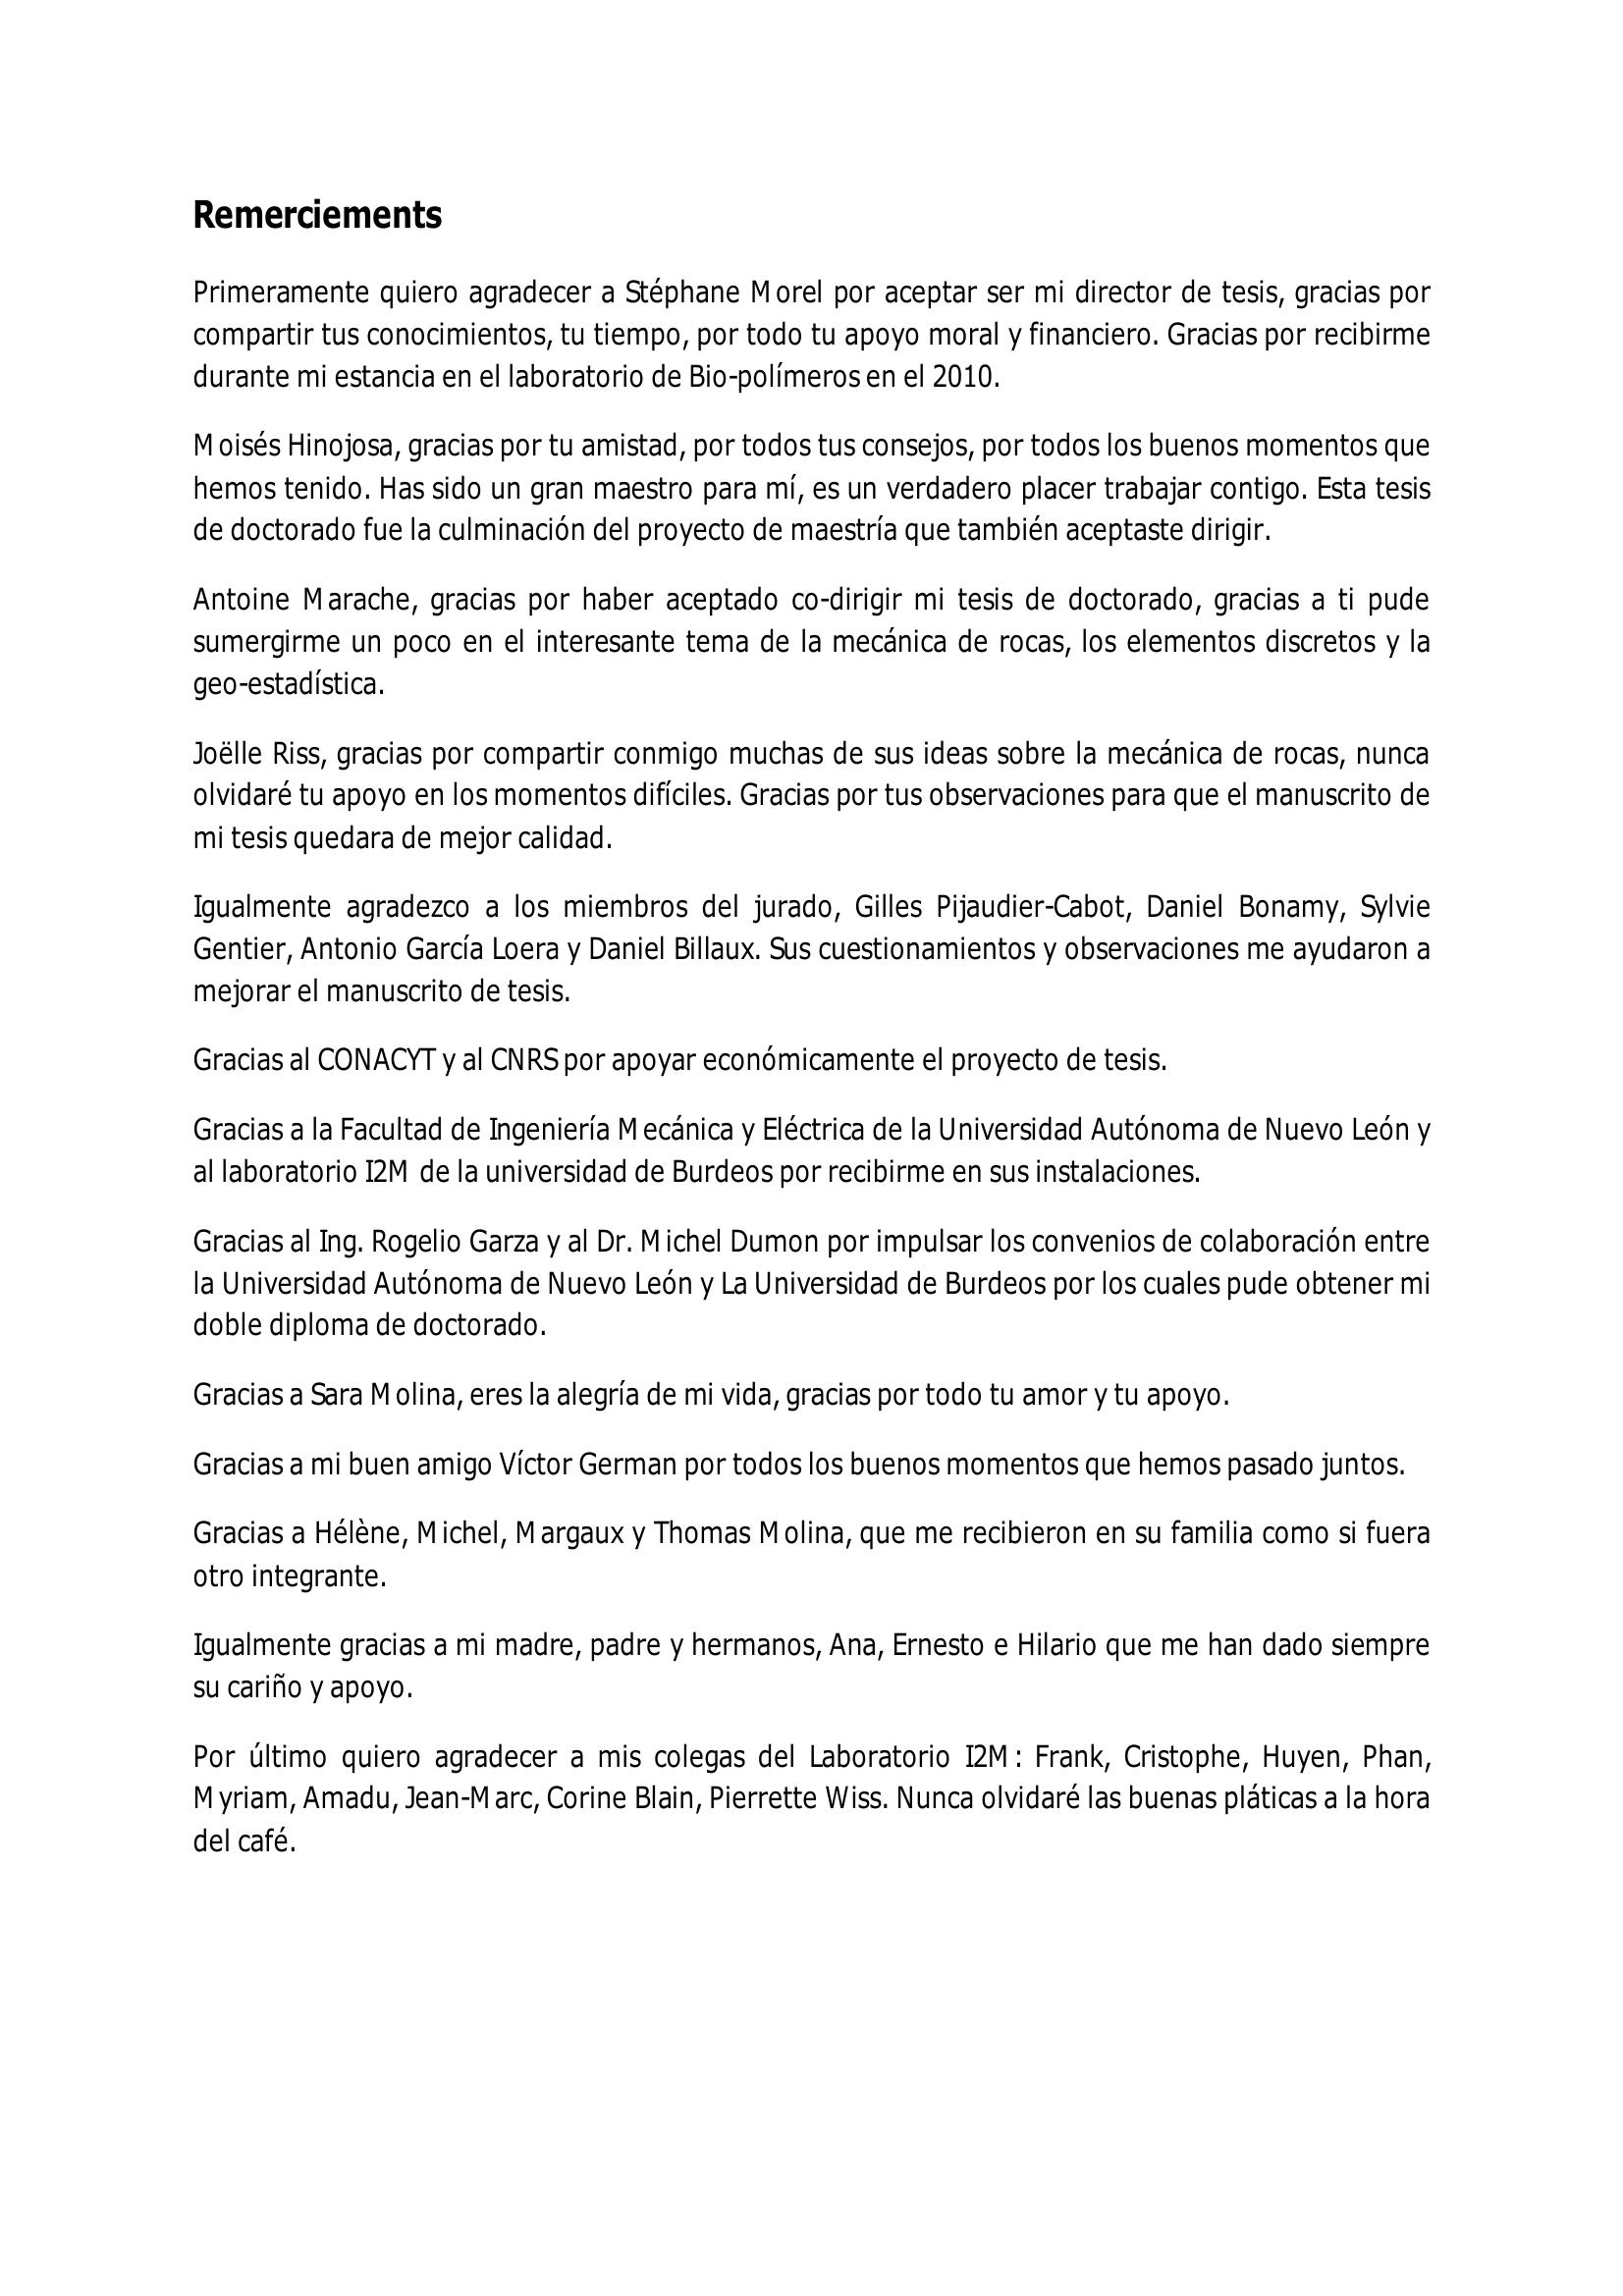 Remerciements
Primeramente quiero agradecer a Stéphane Morel por aceptar ser mi director de tesis, gracias por
compartir tus conocimientos, tu tiempo, por todo tu apoyo moral y financiero. Gracias por recibirme
durante mi estancia en el laboratorio de Bio-polímeros en el 2010.
Moisés Hinojosa, gracias por tu amistad, por todos tus consejos, por todos los buenos momentos que
hemos tenido. Has sido un gran maestro para mí, es un verdadero placer trabajar contigo. Esta tesis
de doctorado fue la culminación del proyecto de maestría que también aceptaste dirigir.
Antoine Marache, gracias por haber aceptado co-dirigir mi tesis de doctorado, gracias a ti pude
sumergirme un poco en el interesante tema de la mecánica de rocas, los elementos discretos y la
geo-estadística.
Joëlle Riss, gracias por compartir conmigo muchas de sus ideas sobre la mecánica de rocas, nunca
olvidaré tu apoyo en los momentos difíciles. Gracias por tus observaciones para que el manuscrito de
mi tesis quedara de mejor calidad.
Igualmente agradezco a los miembros del jurado, Gilles Pijaudier-Cabot, Daniel Bonamy, Sylvie
Gentier, Antonio García Loera y Daniel Billaux. Sus cuestionamientos y observaciones me ayudaron a
mejorar el manuscrito de tesis.
Gracias al CONACYT y al CNRS por apoyar económicamente el proyecto de tesis.
Gracias a la Facultad de Ingeniería Mecánica y Eléctrica de la Universidad Autónoma de Nuevo León y
al laboratorio I2M de la universidad de Burdeos por recibirme en sus instalaciones.
Gracias al Ing. Rogelio Garza y al Dr. Michel Dumon por impulsar los convenios de colaboración entre
la Universidad Autónoma de Nuevo León y La Universidad de Burdeos por los cuales pude obtener mi
doble diploma de doctorado.
Gracias a Sara Molina, eres la alegría de mi vida, gracias por todo tu amor y tu apoyo.
Gracias a mi buen amigo Víctor German por todos los buenos momentos que hemos pasado juntos.
Gracias a Hélène, Michel, Margaux y Thomas Molina, que me recibieron en su familia como si fuera
otro integrante.
Igualmente gracias a mi madre, padre y hermanos, Ana, Ernesto e Hilario que me han dado siempre
su cariño y apoyo.
Por último quiero agradecer a mis colegas del Laboratorio I2M: Frank, Cristophe, Huyen, Phan,
Myriam, Amadu, Jean-Marc, Corine Blain, Pierrette Wiss. Nunca olvidaré las buenas pláticas a la hora
del café.